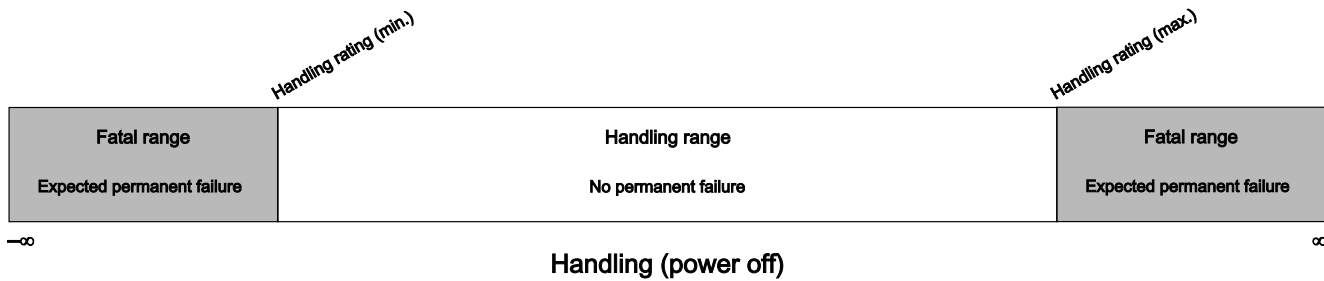 Handling rating (min.)
Handling rating (max.)
Fatal range
Handling range
Fatal range
Expected permanent failure
No permanent failure
Expected permanent failure
–∞
∞
Handling (power off)